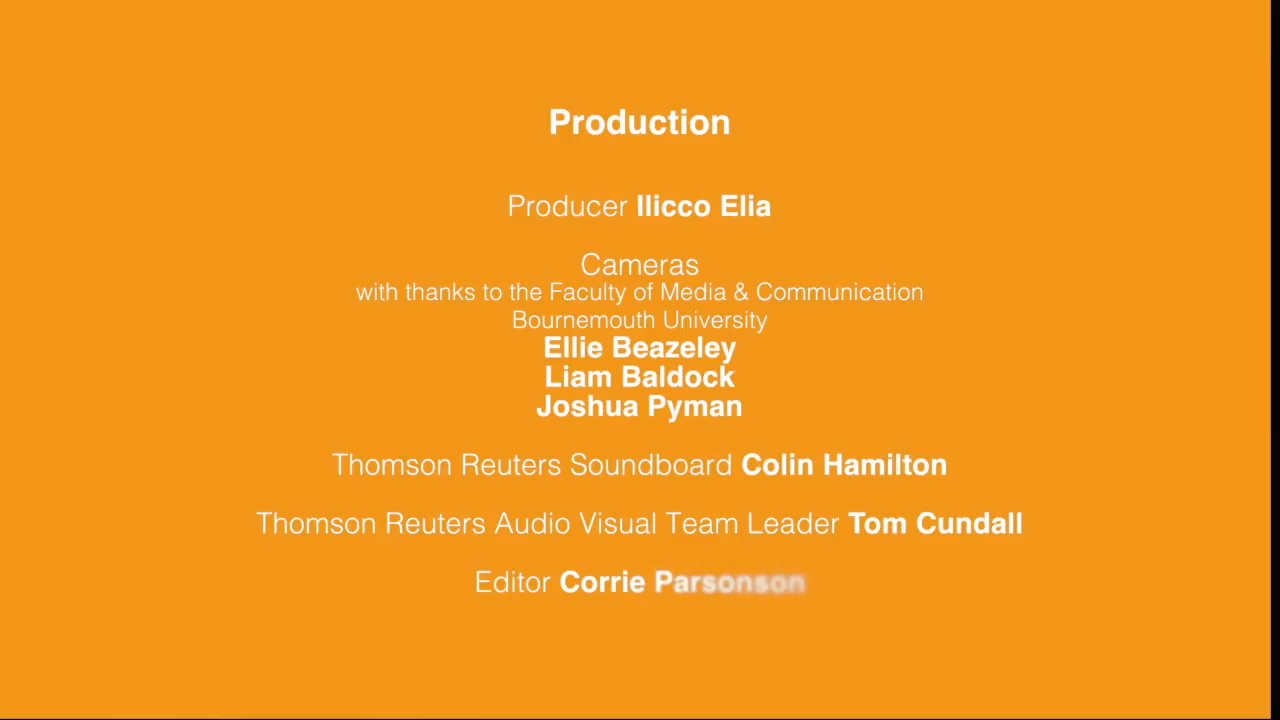 Production
Producer Ilicco Elia
Cameras
with thanks to the Faculty of Media & Communication
Bournemouth University
Ellie Beazeley
Liam Baldock
Joshua Pyman
Thomson Reuters Soundboard Colin Hamilton
Thomson Reuters Audio Visual Team Leader Tom Cundall
Editor Corrie Parsonson